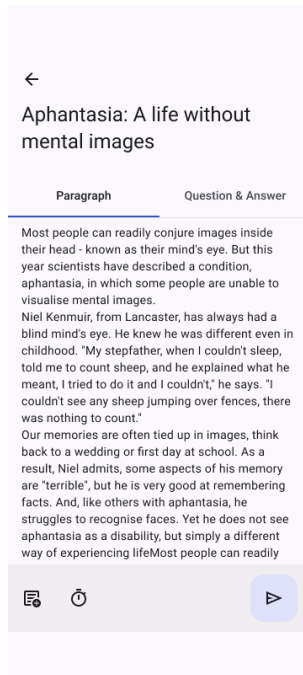 Aphantasia: A life without
mental images
Paragraph
Question & Answer
Most people can readily conjure images inside
their head - known as their mind's eye. But this
year scientists have described a condition,
aphantasia, in which some people are unable to
visualise mental images.
Niel Kenmuir, from Lancaster, has always had a
blind mind's eye. He knew he was different even in
childhood. "My stepfather, when I couldn't sleep,
told me to count sheep, and he explained what he
meant, I tried to do it and I couldn't," he says. "I
couldn't see any sheep jumping over fences, there
was nothing to count."
Our memories are often tied up in images, think
back to a wedding or first day at school. As a
result, Niel admits, some aspects of his memory
are "terrible", but he is very good at remembering
facts. And, like others with aphantasia, he
struggles to recognise faces. Yet he does not see
aphantasia as a disability, but simply a different
way of experiencing lifeMost people can readily